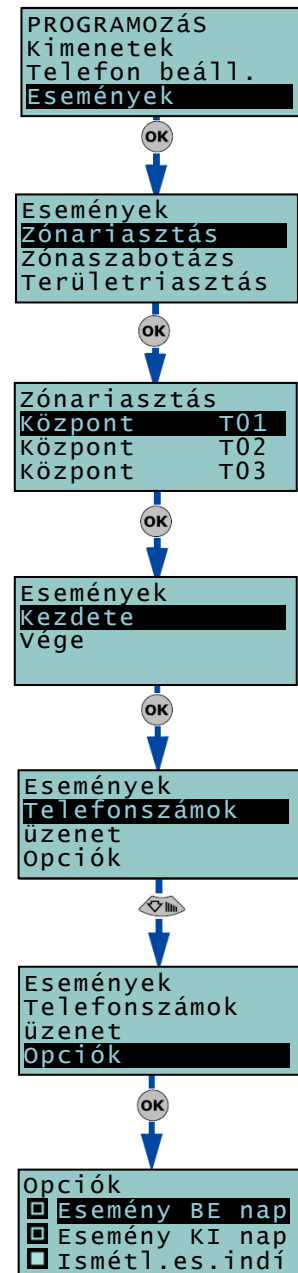 PROGRAMOZáS
Kimenetek
Telefon beáll.
Események
OK
Események
Zónariasztás
Zónaszabotázs
Területriasztás
OK
Zónariasztás
Központ T01
Központ T02
Központ T03
OK
Események
Kezdete
Vége
OK
Események
Telefonszámok
üzenet
Opciók
Események
Telefonszámok
üzenet
Opciók
OK
Opciók
Esemény BE nap
Esemény KI nap
Ismétl.es.indí